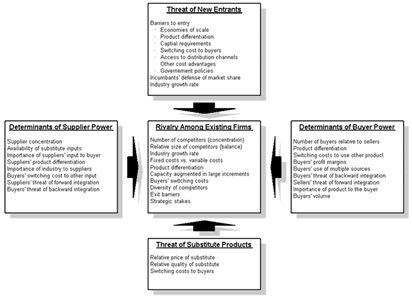 Threat of New Entrants
Barriers to entry
Economies of scale
Product differentiation
Captial requirements
Switching cost to buyers
Access to distribution channels
Other cost advantages
Governement policies
Incumbents' defense of market share
Industry growth rate
Determinants of Supplier Power
Supplier concentration
Availability of substitute inputs
Importance of suppliers' input to buyer
Suppliers' product differentiation
Importance of industry to suppliers
Buyers' switching cost to other input
Suppliers' threat of forward integration
Buyers' threat of backward integration
Rivalry Among Existing Firms
Number of competitors (concentration)
Relative size of competitors (balance)
Industry growth rate
Fixed costs vs. variable costs
Product differentiation
Capacity augmented in large increments
Buyers' switching costs
Diversity of competitors
Exit barriers
Strategic stakes
Determinants of Buyer Power
Number of buyers relative to sellers
Product differentiation
Switching costs to use other product
Buyers' profit margins
Buyers' use of multiple sources
Buyers' threat of backward integration
Sellers' threat of forward integration
Importance of product to the buyer
Buyers' volume
Threat of Substitute Products
Relative price of substitute
Relative quality of substitute
Switching costs to buyers